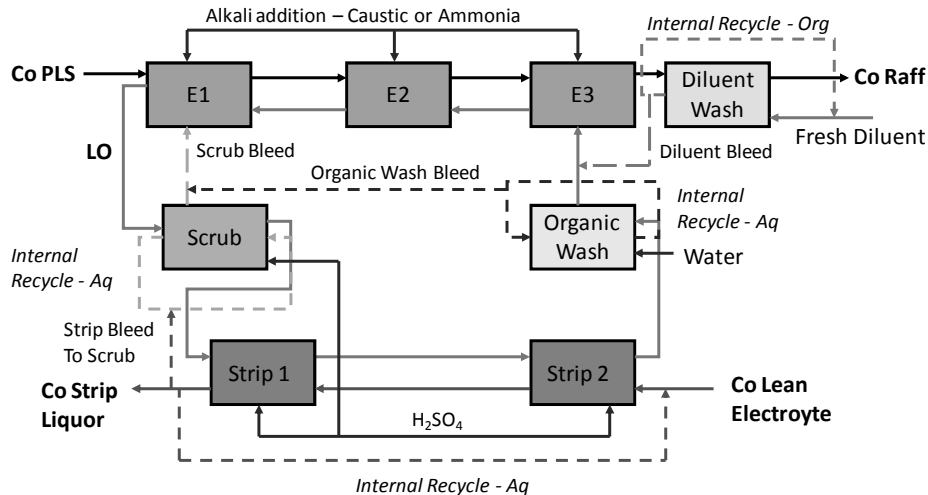 Alkali addition – Caustic or Ammonia
Internal Recycle - Org
Co PLS
E1
E2
E3
Diluent
Wash
Co Raff
Fresh Diluent
LO
Scrub Bleed
Diluent Bleed
Organic Wash Bleed
Scrub
Organic
Wash
Internal
Recycle - Aq
Internal
Recycle - Aq
Water
Strip Bleed
To Scrub
Strip 1
Strip 2
Co Strip
Liquor
Co Lean
Electroyte
H₂SO₄
Internal Recycle - Aq